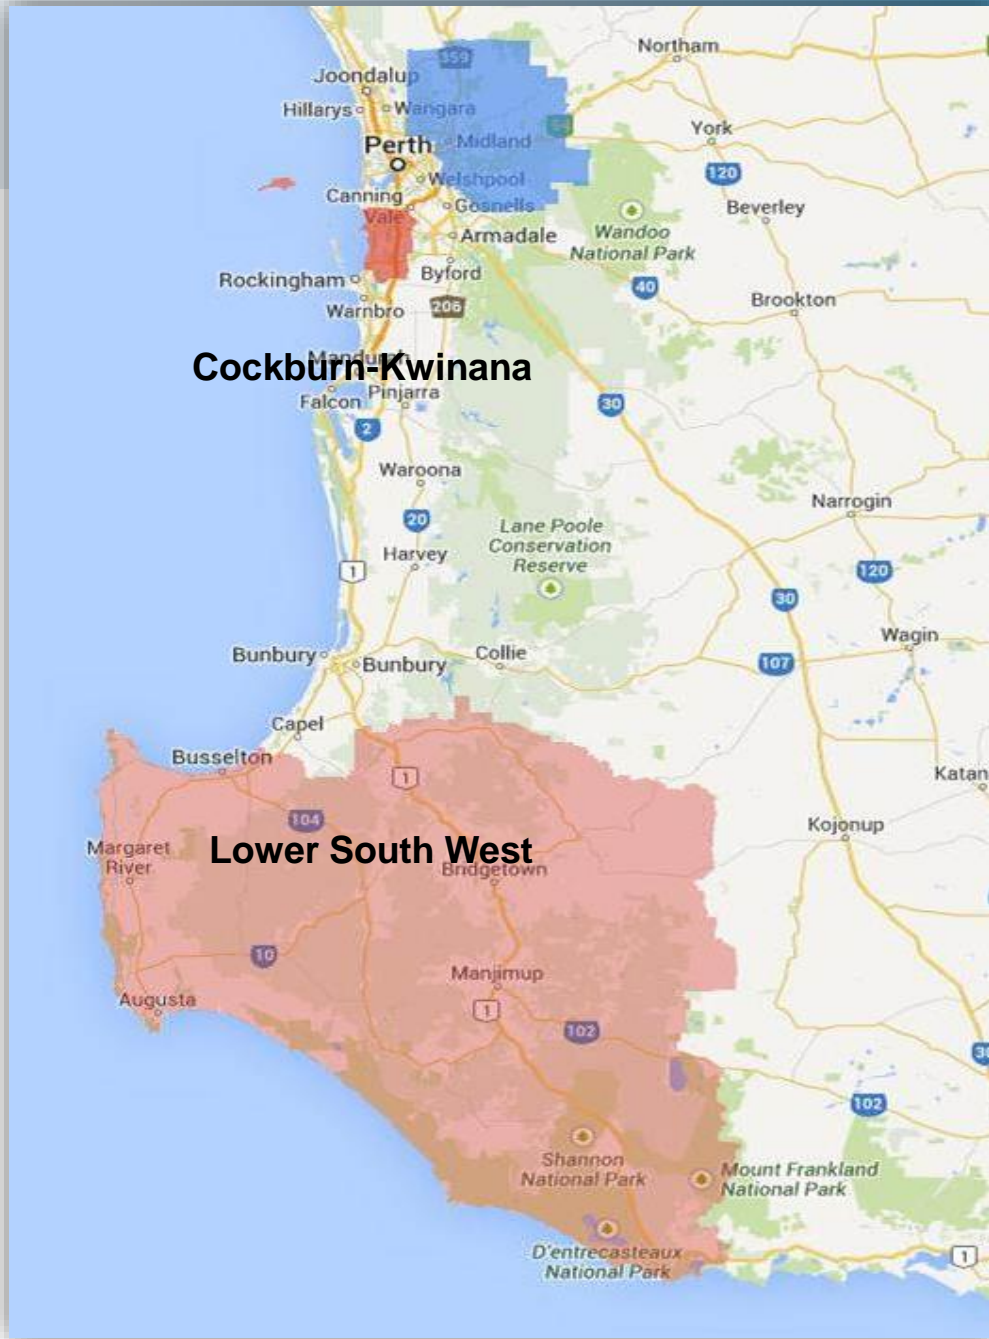 Northam
359
Joondalup
Hillarys
Wangara
York
Perth
Midland
120
Welshpool
Canning
Vale
Gosnells
Beverley
Armadale
Wandoo
National Park
Rockingham
Byford
40
Warnbro
206
Brookton
Cockburn-Kwinana
Falcon
Pinjarra
30
2
Waroona
Narrogin
20
Lane Poole
Conservation
Reserve
Harvey
1
120
30
Wagin
Bunbury
Bunbury
Collie
107
Capel
Busselton
1
Katan
104
Kojonup
Margaret
River
Lower South West
Bridgetown
10
Manjimup
Augusta
1
102
30
102
Shannon
National Park
Mount Frankland
National Park
D'entrecasteaux
National Park
1